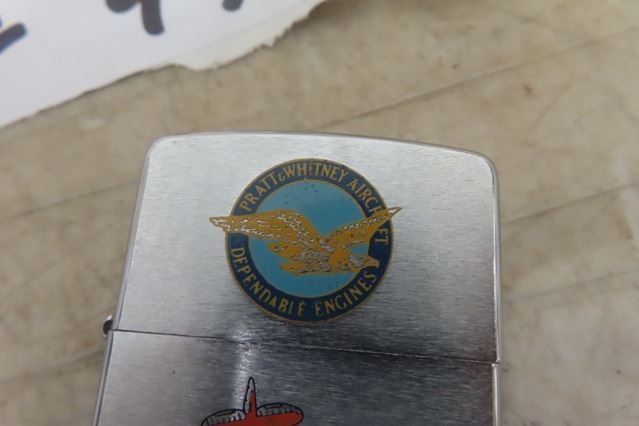 PRATT & WHITNEY AIRCRAFT
DEPENDABLE ENGINES